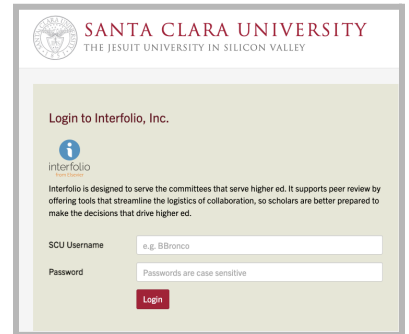 SANTA CLARA UNIVERSITY
THE JESUIT UNIVERSITY IN SILICON VALLEY
Login to Interfolio, Inc.
interfolio
from Elsevier
Interfolio is designed to serve the committees that serve higher ed. It supports peer review by
offering tools that streamline the logistics of collaboration, so scholars are better prepared to
make the decisions that drive higher ed.
SCU Username
e.g. BBronco
Password
Passwords are case sensitive
Login